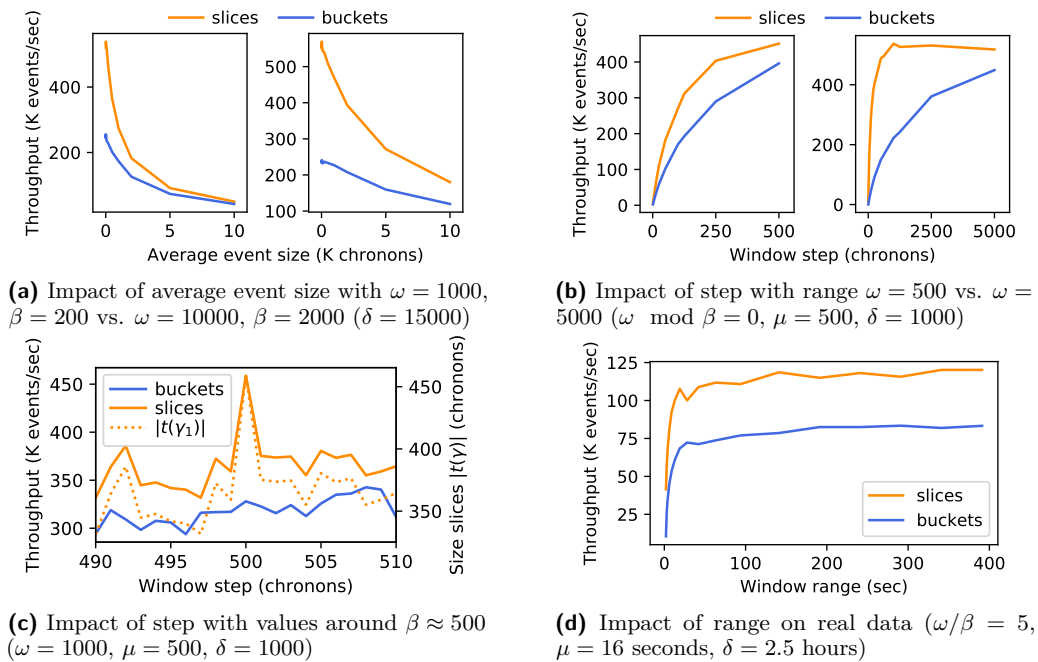 slices buckets
Throughput (K events/sec)
400
200
0 5 10
500
400
300
200
100
0 5 10
Average event size (K chronons)
(a) Impact of average event size with ω = 1000,
β = 200 vs. ω = 10000, β = 2000 (δ = 15000)
slices buckets
Throughput (K events/sec)
400
300
200
100
0
0 250 500
400
200
0
0 2500 5000
Window step (chronons)
(b) Impact of step with range ω = 500 vs. ω =
5000 (ω mod β = 0, μ = 500, δ = 1000)
Throughput (K events/sec)
450
400
350
300
buckets
slices
|t(γ₁)|
450
400
350
Size slices |t(γ)| (chronons)
490 495 500 505 510
Window step (chronons)
(c) Impact of step with values around β ≈ 500
(ω = 1000, μ = 500, δ = 1000)
Throughput (K events/sec)
125
100
75
50
25
slices
buckets
0 100 200 300 400
Window range (sec)
(d) Impact of range on real data (ω/β = 5,
μ = 16 seconds, δ = 2.5 hours)